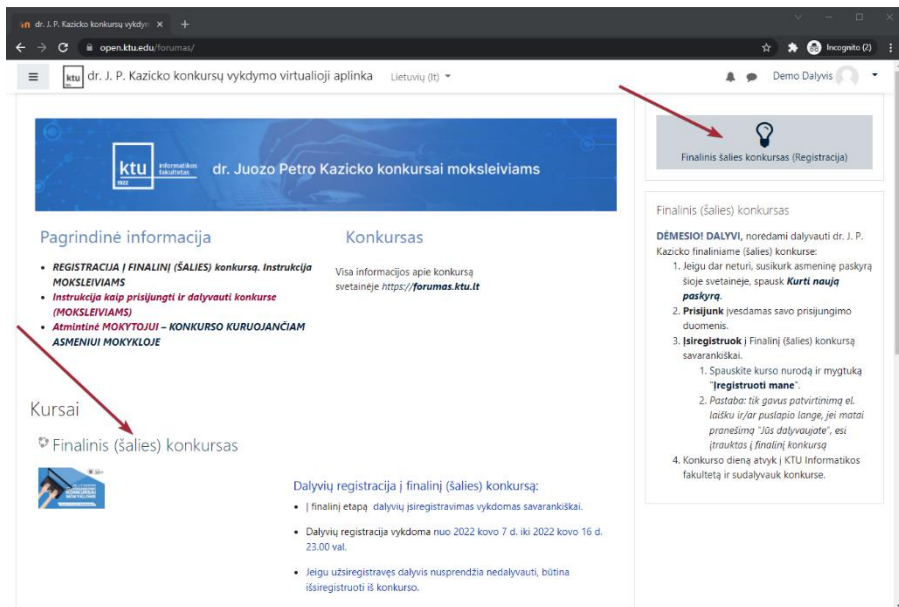 dr. J. P. Kazicko konkursų vykdym
open.ktu.edu/forumas/
Incognito (2)
ktu dr. J. P. Kazicko konkursų vykdymo virtualioji aplinka Lietuvių (lt)
Demo Dalyvis
ktu
1922
informatikos
fakultetas
dr. Juozo Petro Kazicko konkursai moksleiviams
Finalinis šalies konkursas (Registracija)
Pagrindinė informacija
REGISTRACIJA Į FINALINĮ (ŠALIES) konkursą. Instrukcija
MOKSLEIVIAMS
Instrukcija kaip prisijungti ir dalyvauti konkurse
(MOKSLEIVIAMS)
Atmintinė MOKYTOJUI – KONKURSO KURUOJANČIAM
ASMENIUI MOKYKLOJE
Konkursas
Visa informacijos apie konkursą
svetainėje https://forumas.ktu.lt
Finalinis (šalies) konkursas
DĖMESIO! DALYVI, norėdami dalyvauti dr. J. P.
Kazicko finaliniame (šalies) konkurse:
1. Jeigu dar neturi, susikurk asmeninę paskyrą
šioje svetainėje, spausk Kurti naują
paskyrą.
2. Prisijunk įvesdamas savo prisijungimo
duomenis.
3. Įsiregistruok į Finalinį (šalies) konkursą
savarankiškai.
1. Spauskite kurso nurodą ir mygtuką
"Įregistruoti mane".
2. Pastaba: tik gavus patvirtinimą el.
laišku ir/ar puslapio lange, jei matai
pranešimą "Jūs dalyvaujate", esi
įtrauktas į finalinį konkursą
4. Konkurso dieną atvyk į KTU Informatikos
fakultetą ir sudalyvauk konkurse.
Kursai
Finalinis (šalies) konkursas
Dalyvių registracija į finalinį (šalies) konkursą:
Į finalinį etapą dalyvių įsiregistravimas vykdomas savarankiškai.
Dalyvių registracija vykdoma nuo 2022 kovo 7 d. iki 2022 kovo 16 d.
23.00 val.
Jeigu užsiregistravęs dalyvis nusprendžia nedalyvauti, būtina
išsiregistruoti iš konkurso.